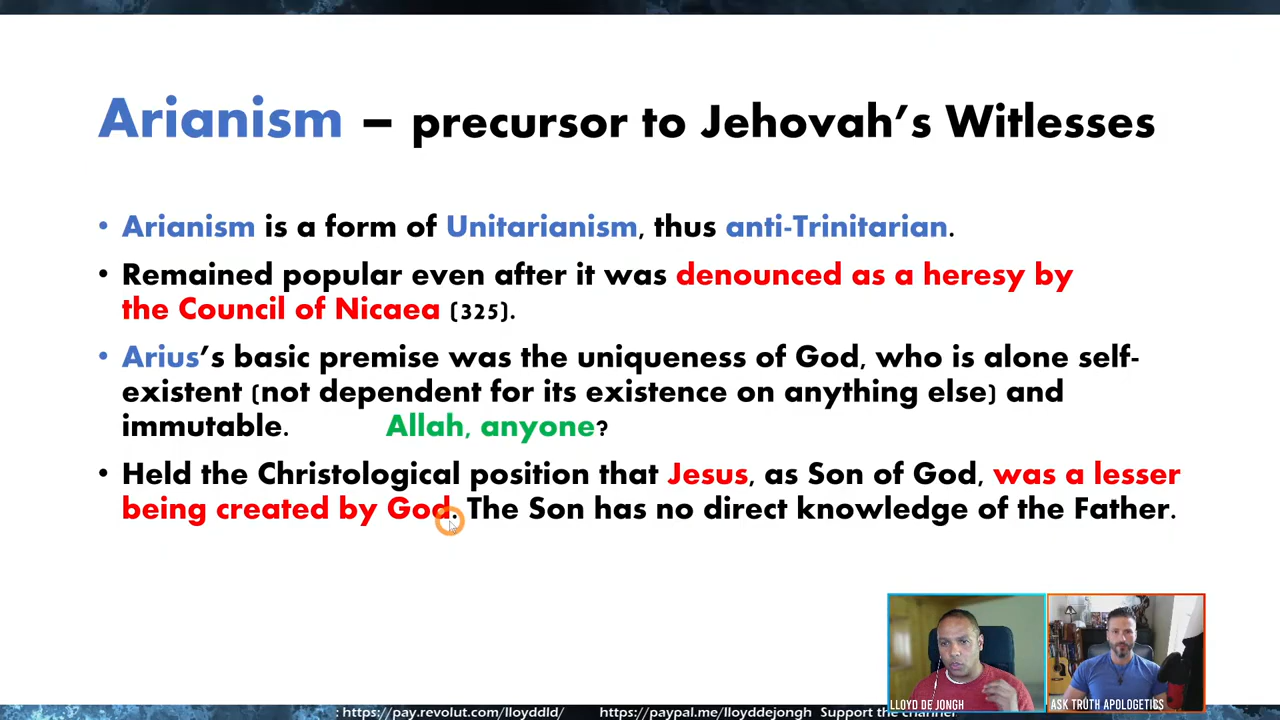 Arianism – precursor to Jehovah's Witlesses
• Arianism is a form of Unitarianism, thus anti-Trinitarian.
• Remained popular even after it was denounced as a heresy by
the Council of Nicaea (325).
• Arius's basic premise was the uniqueness of God, who is alone self-
existent (not dependent for its existence on anything else) and
immutable. Allah, anyone?
• Held the Christological position that Jesus, as Son of God, was a lesser
being created by God. The Son has no direct knowledge of the Father.
LLOYD DE JONGH
ASK TRUTH APOLOGETICS
: https://pay.revolut.com/lloyddld/ https://paypal.me/lloyddejongh Support the channel